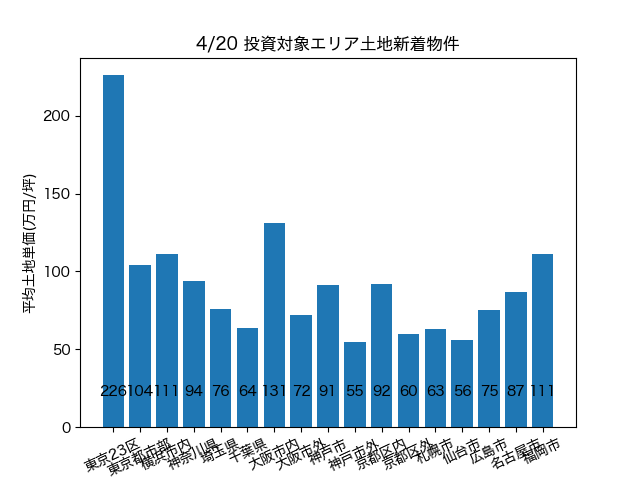 4/20 投資対象エリア土地新着物件
平均土地単価(万円/坪)
200
150
100
50
0
226 104 111 94 76 64 131 72 91 55 92 60 63 56 75 87 111
東京23区 東京都市部 横浜市内 神奈川県 埼玉県 千葉県 大阪市内 大阪市外 神戸市 神戸市外 京都区内 京都区外 札幌市 仙台市 広島市 名古屋市 福岡市